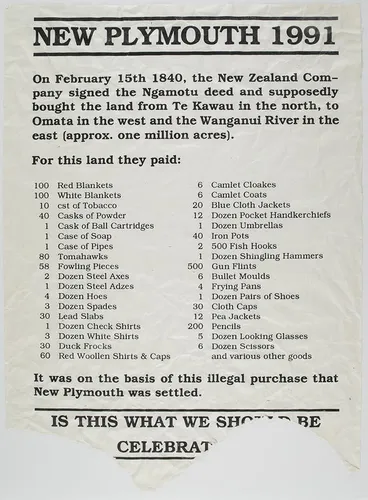 NEW PLYMOUTH 1991
On February 15th 1840, the New Zealand Com-
pany signed the Ngamotu deed and supposedly
bought the land from Te Kawau in the north, to
Omata in the west and the Wanganui River in the
east (approx. one million acres).
For this land they paid:
100 Red Blankets
100 White Blankets
10 cst of Tobacco
40 Casks of Powder
1 Cask of Ball Cartridges
1 Case of Soap
1 Case of Pipes
80 Tomahawks
58 Fowling Pieces
2 Dozen Steel Axes
1 Dozen Steel Adzes
4 Dozen Hoes
3 Dozen Spades
30 Lead Slabs
1 Dozen Check Shirts
3 Dozen White Shirts
30 Duck Frocks
60 Red Woollen Shirts & Caps
6 Camlet Cloakes
6 Camlet Coats
20 Blue Cloth Jackets
12 Dozen Pocket Handkerchiefs
1 Dozen Umbrellas
40 Iron Pots
2 500 Fish Hooks
1 Dozen Shingling Hammers
500 Gun Flints
6 Bullet Moulds
4 Frying Pans
1 Dozen Pairs of Shoes
30 Cloth Caps
12 Pea Jackets
200 Pencils
5 Dozen Looking Glasses
6 Dozen Scissors
and various other goods
It was on the basis of this illegal purchase that
New Plymouth was settled.
IS THIS WHAT WE SHOULD BE
CELEBRAT